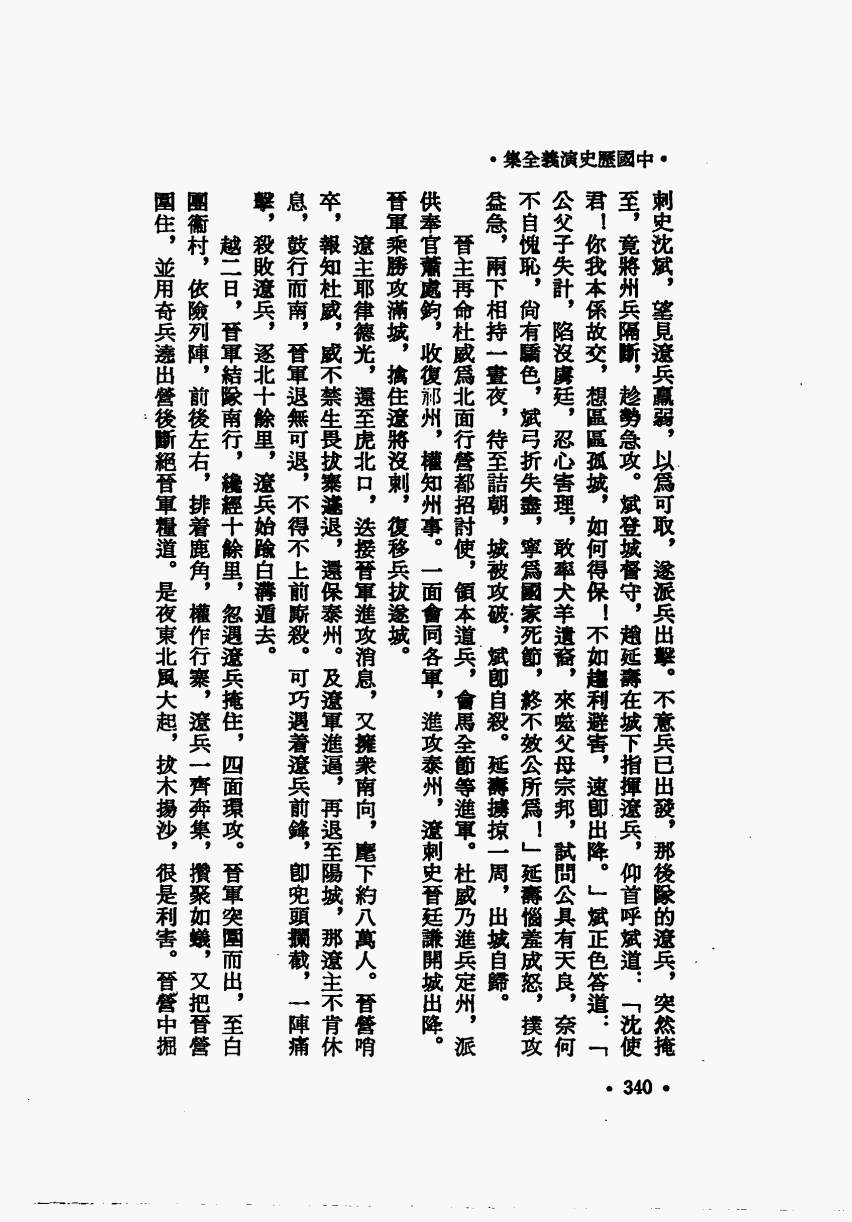 •中國歷史演義全集•
刺史沈斌，望見遼兵羸弱，以爲可取，遂派兵出擊。不意兵已出發，那後隊的遼兵，突然掩
至，竟將州兵隔斷，趁勢急攻。斌登城督守，趙延壽在城下指揮遼兵，仰首呼斌道：「沈使
君！你我本係故交，想區區孤城，如何得保！不如趨利避害，速卽出降。」斌正色答道：「
公父子失計，陷沒虜廷，忍心害理，敢率犬羊遺裔，來噬父母宗邦，試問公具有天良，奈何
不自愧恥，尙有驕色，斌弓折矢盡，寧爲國家死節，終不效公所爲！」延壽惱羞成怒，撲攻
益急，兩下相持一晝夜，待至詰朝，城被攻破，斌卽自殺。延壽擄掠一周，出城自歸。
晉主再命杜威爲北面行營都招討使，領本道兵，會馬全節等進軍。杜威乃進兵定州，派
供奉官蕭處鈞，收復祁州，權知州事。一面會同各軍，進攻泰州，遼刺史晉廷謙開城出降。
晉軍乘勝攻滿城，擒住遼將沒剌，復移兵拔遂城。
遼主耶律德光，還至虎北口，迭接晉軍進攻消息，又擁衆南向，麾下約八萬人。晉營哨
卒，報知杜威，威不禁生畏拔寨遽退，還保泰州。及遼軍進逼，再退至陽城，那遼主不肯休
息，鼓行而南，晉軍退無可退，不得不上前廝殺。可巧遇着遼兵前鋒，卽兜頭攔截，一陣痛
擊，殺敗遼兵，逐北十餘里，遼兵始踰白溝遁去。
越二日，晉軍結隊南行，纔經十餘里，忽遇遼兵掩住，四面環攻。晉軍突圍而出，至白
團衞村，依險列陣，前後左右，排着鹿角，權作行寨，遼兵一齊奔集，攢聚如蟻，又把晉營
圍住，並用奇兵遶出營後斷絕晉軍糧道。是夜東北風大起，拔木揚沙，很是利害。晉營中掘
•340•